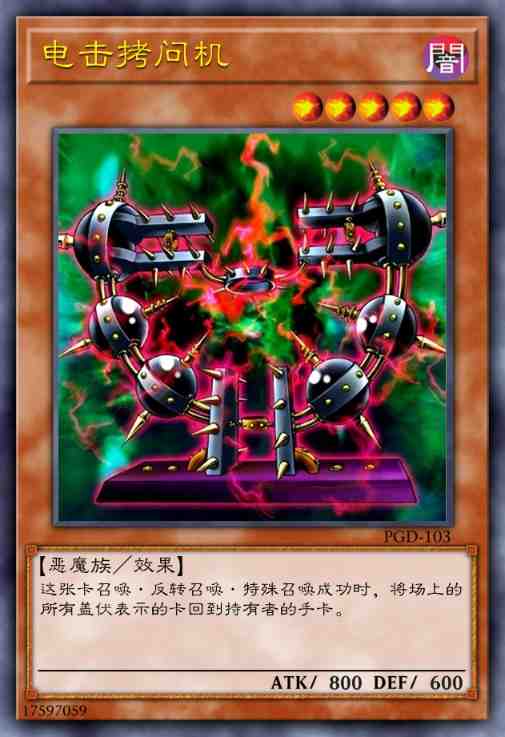 电击拷问机
闇
PGD-103
【恶魔族／效果】
这张卡召唤·反转召唤·特殊召唤成功时，将场上的
所有盖伏表示的卡回到持有者的手卡。
ATK/ 800 DEF/ 600
17597059